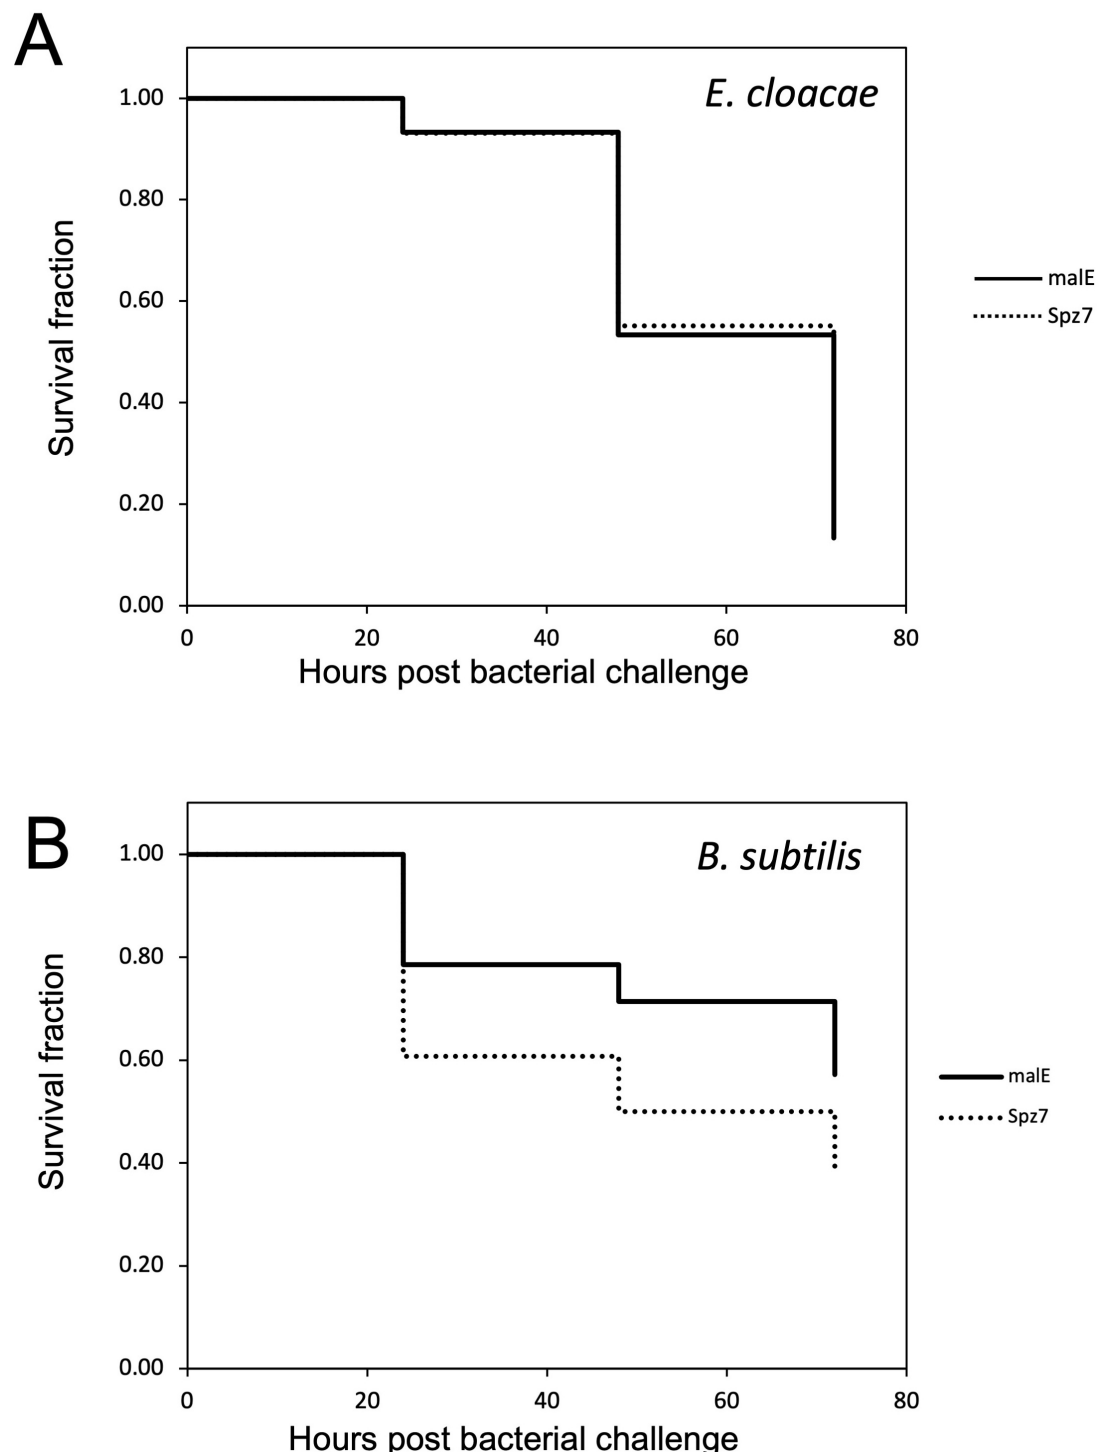 A
E. cloacae
1.00
0.80
0.60
0.40
0.20
0.00
Survival fraction
0 20 40 60 80
Hours post bacterial challenge
malE
Spz7
B
B. subtilis
1.00
0.80
0.60
0.40
0.20
0.00
Survival fraction
0 20 40 60 80
Hours post bacterial challenge
malE
Spz7